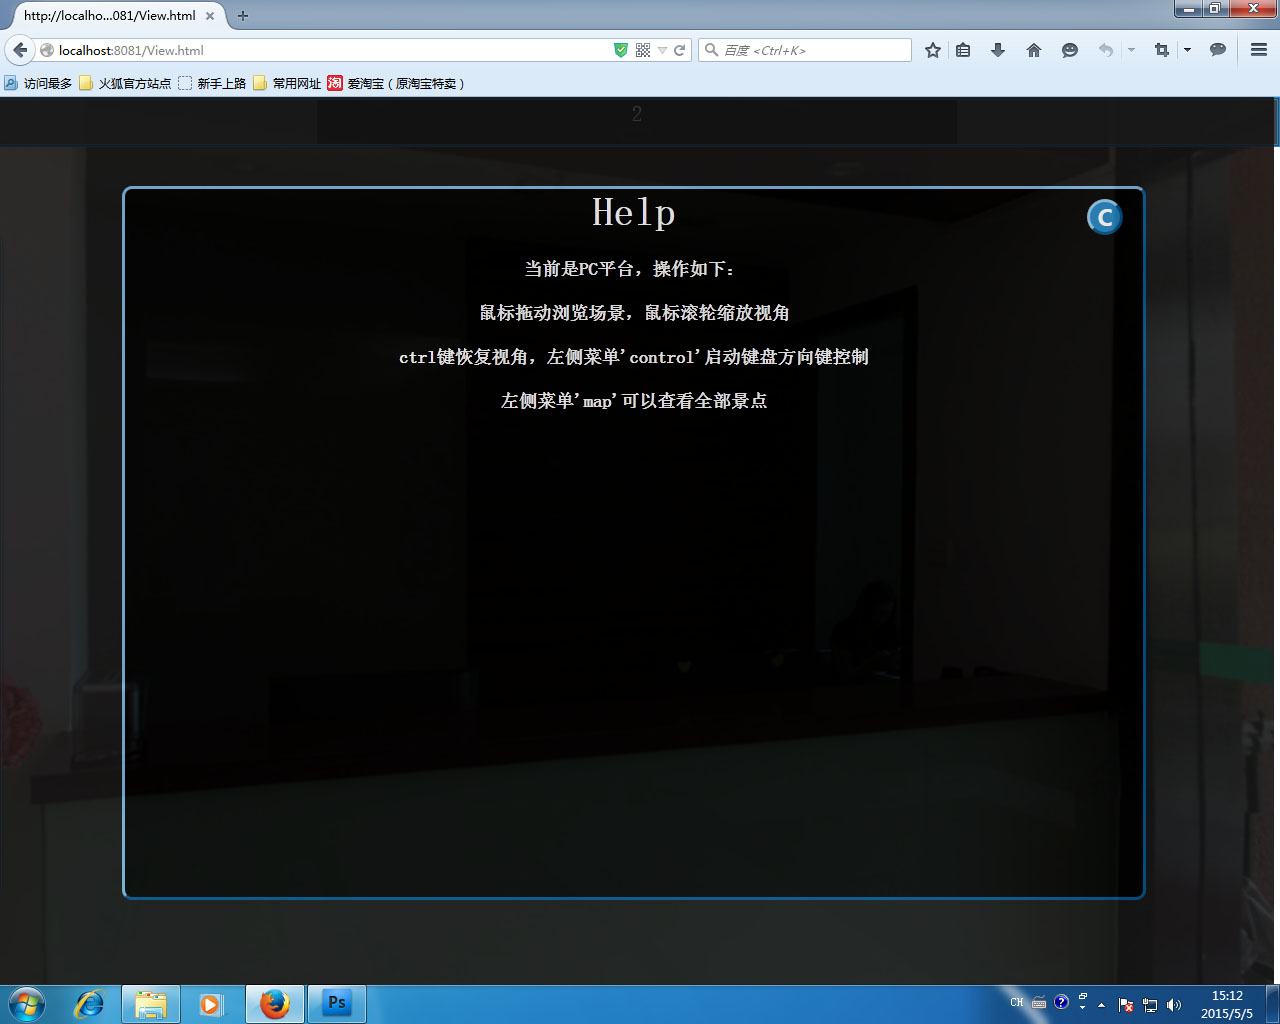 http://localho...081/View.html
localhost:8081/View.html
百度 <Ctrl+K>
访问最多 火狐官方站点 新手上路 常用网址 淘 爱淘宝（原淘宝特卖）
2
Help
C
当前是PC平台，操作如下：
鼠标拖动浏览场景，鼠标滚轮缩放视角
ctrl键恢复视角，左侧菜单'control'启动键盘方向键控制
左侧菜单'map'可以查看全部景点
Ps
CH
15:12
2015/5/5